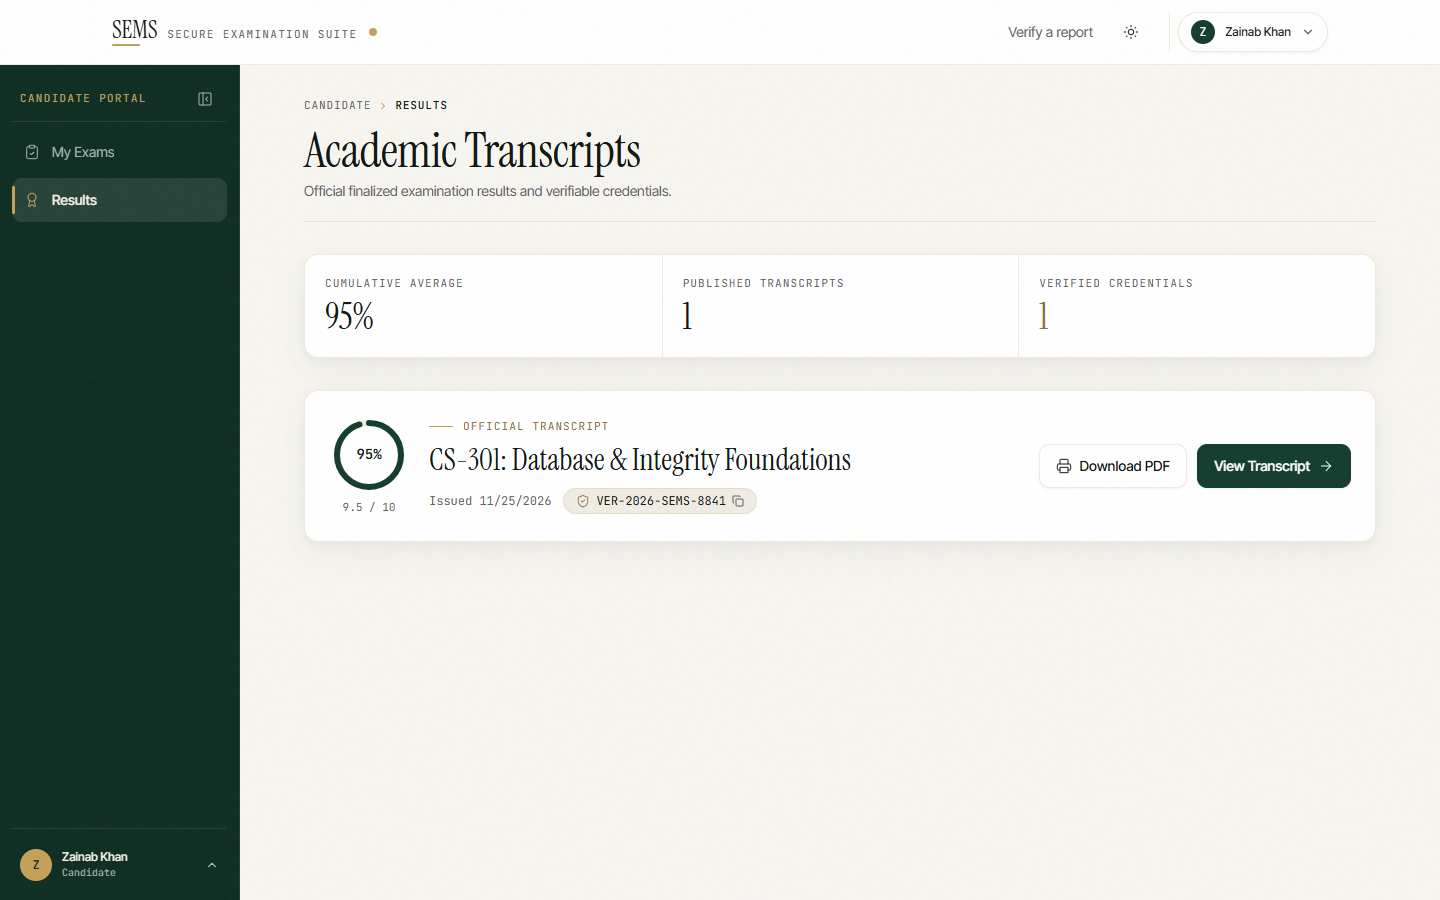 SEMS SECURE EXAMINATION SUITE
Verify a report
Z Zainab Khan
CANDIDATE PORTAL
My Exams
Results
CANDIDATE > RESULTS
Academic Transcripts
Official finalized examination results and verifiable credentials.
CUMULATIVE AVERAGE
95%
PUBLISHED TRANSCRIPTS
1
VERIFIED CREDENTIALS
1
95%
9.5 / 10
OFFICIAL TRANSCRIPT
CS-301: Database & Integrity Foundations
Issued 11/25/2026 VER-2026-SEMS-8841
Download PDF
View Transcript
Z
Zainab Khan
Candidate